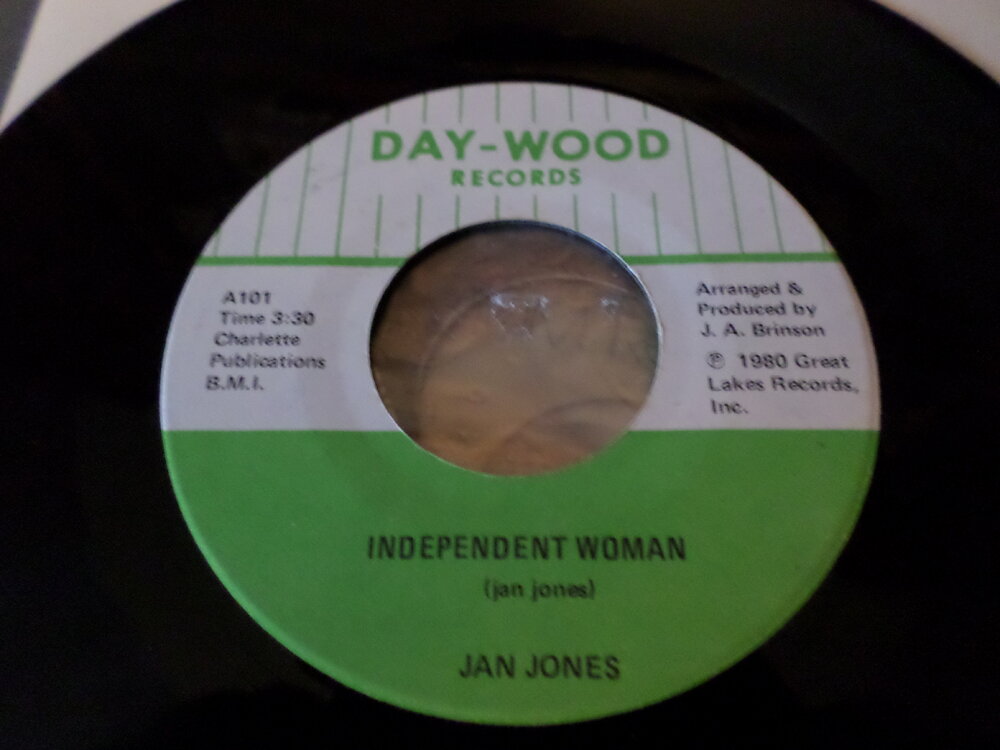 DAY-WOOD
RECORDS
A101
Time 3:30
Charlette
Publications
B.M.I.
Arranged &
Produced by
J. A. Brinson
℗ 1980 Great
Lakes Records,
Inc.
INDEPENDENT WOMAN
(jan jones)
JAN JONES